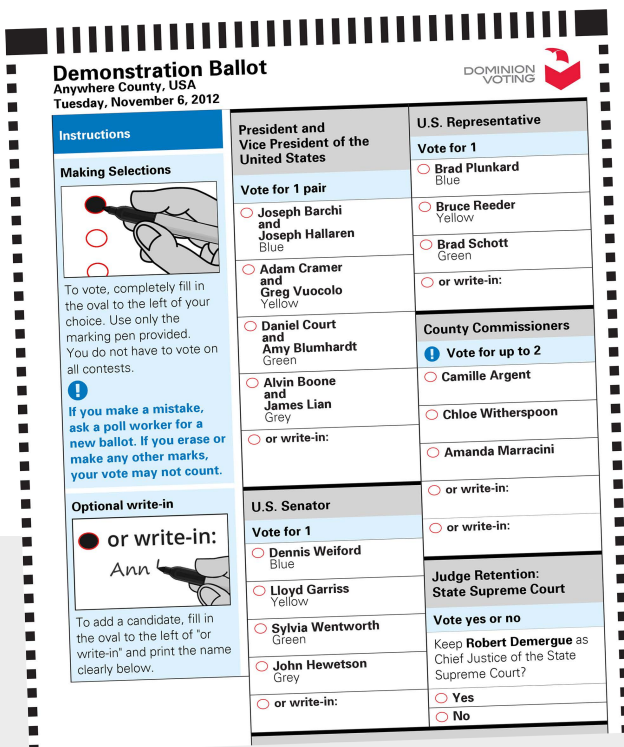 Demonstration Ballot
Anywhere County, USA
Tuesday, November 6, 2012
DOMINION
VOTING
Instructions
Making Selections
To vote, completely fill in
the oval to the left of your
choice. Use only the
marking pen provided.
You do not have to vote on
all contests.
!
If you make a mistake,
ask a poll worker for a
new ballot. If you erase or
make any other marks,
your vote may not count.
Optional write-in
or write-in:
Ann
To add a candidate, fill in
the oval to the left of "or
write-in" and print the name
clearly below.
President and
Vice President of the
United States
Vote for 1 pair
Joseph Barchi
and
Joseph Hallaren
Blue
Adam Cramer
and
Greg Vuocolo
Yellow
Daniel Court
and
Amy Blumhardt
Green
Alvin Boone
and
James Lian
Grey
or write-in:
U.S. Senator
Vote for 1
Dennis Weiford
Blue
Lloyd Garriss
Yellow
Sylvia Wentworth
Green
John Hewetson
Grey
or write-in:
U.S. Representative
Vote for 1
Brad Plunkard
Blue
Bruce Reeder
Yellow
Brad Schott
Green
or write-in:
County Commissioners
! Vote for up to 2
Camille Argent
Chloe Witherspoon
Amanda Marracini
or write-in:
or write-in:
Judge Retention:
State Supreme Court
Vote yes or no
Keep Robert Demergue as
Chief Justice of the State
Supreme Court?
Yes
No